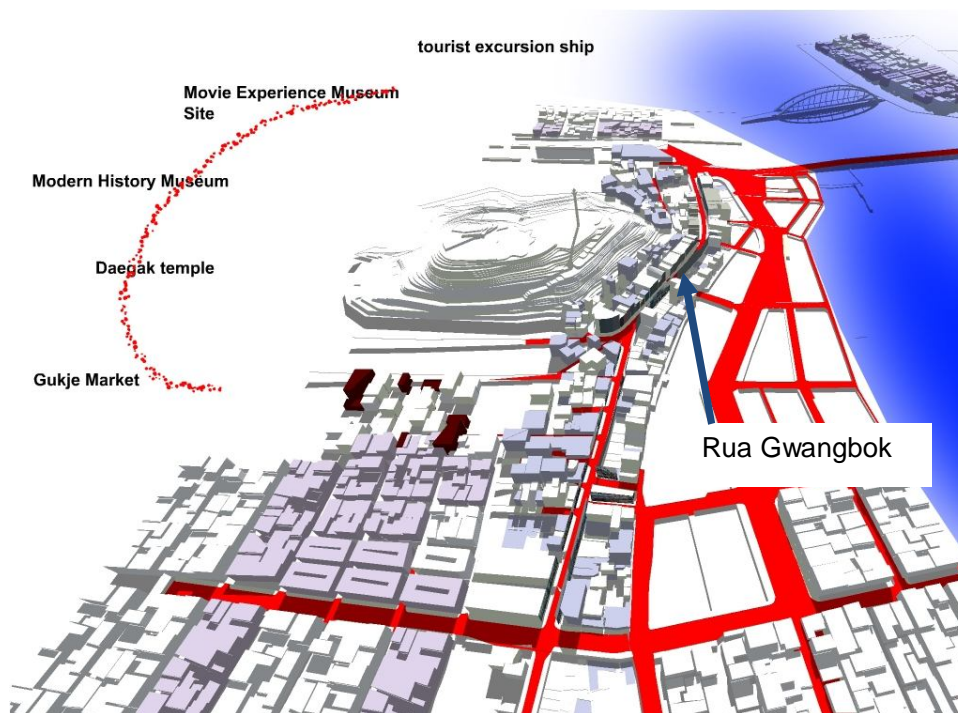 tourist excursion ship
Movie Experience Museum
Site
Modern History Museum
Daegak temple
Gukje Market
Rua Gwangbok